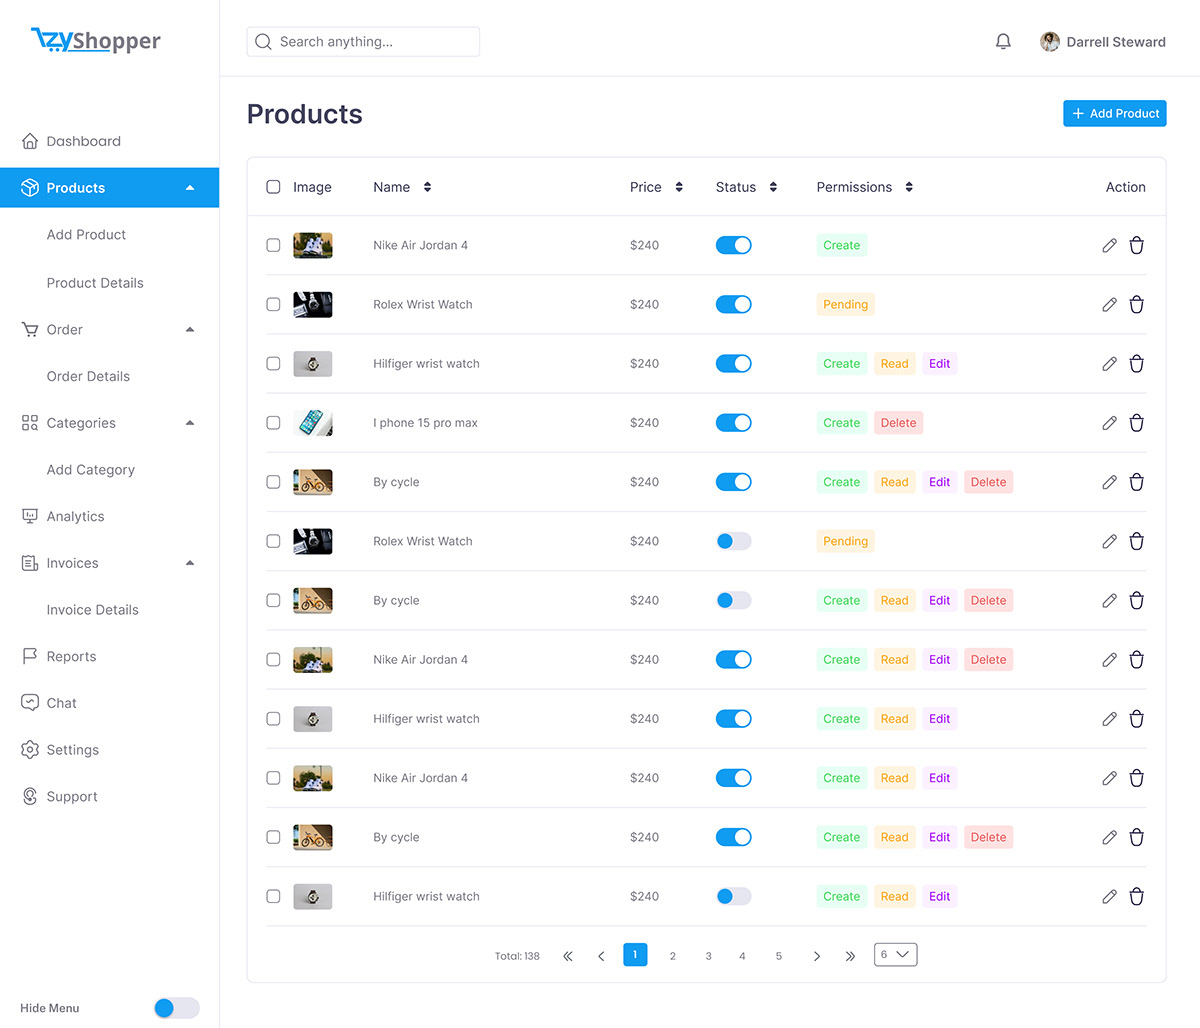 ZyShopper
Search anything...
Darrell Steward
Dashboard
Products
Add Product
Product Details
Order
Order Details
Categories
Add Category
Analytics
Invoices
Invoice Details
Reports
Chat
Settings
Support
Hide Menu
Products
Add Product
Image Name Price Status Permissions Action
Nike Air Jordan 4 $240 Create
Rolex Wrist Watch $240 Pending
Hilfiger wrist watch $240 Create Read Edit
I phone 15 pro max $240 Create Delete
By cycle $240 Create Read Edit Delete
Rolex Wrist Watch $240 Pending
By cycle $240 Create Read Edit Delete
Nike Air Jordan 4 $240 Create Read Edit Delete
Hilfiger wrist watch $240 Create Read Edit
Nike Air Jordan 4 $240 Create Read Edit
By cycle $240 Create Read Edit Delete
Hilfiger wrist watch $240 Create Read Edit
Total: 138 « < 1 2 3 4 5 > » 6